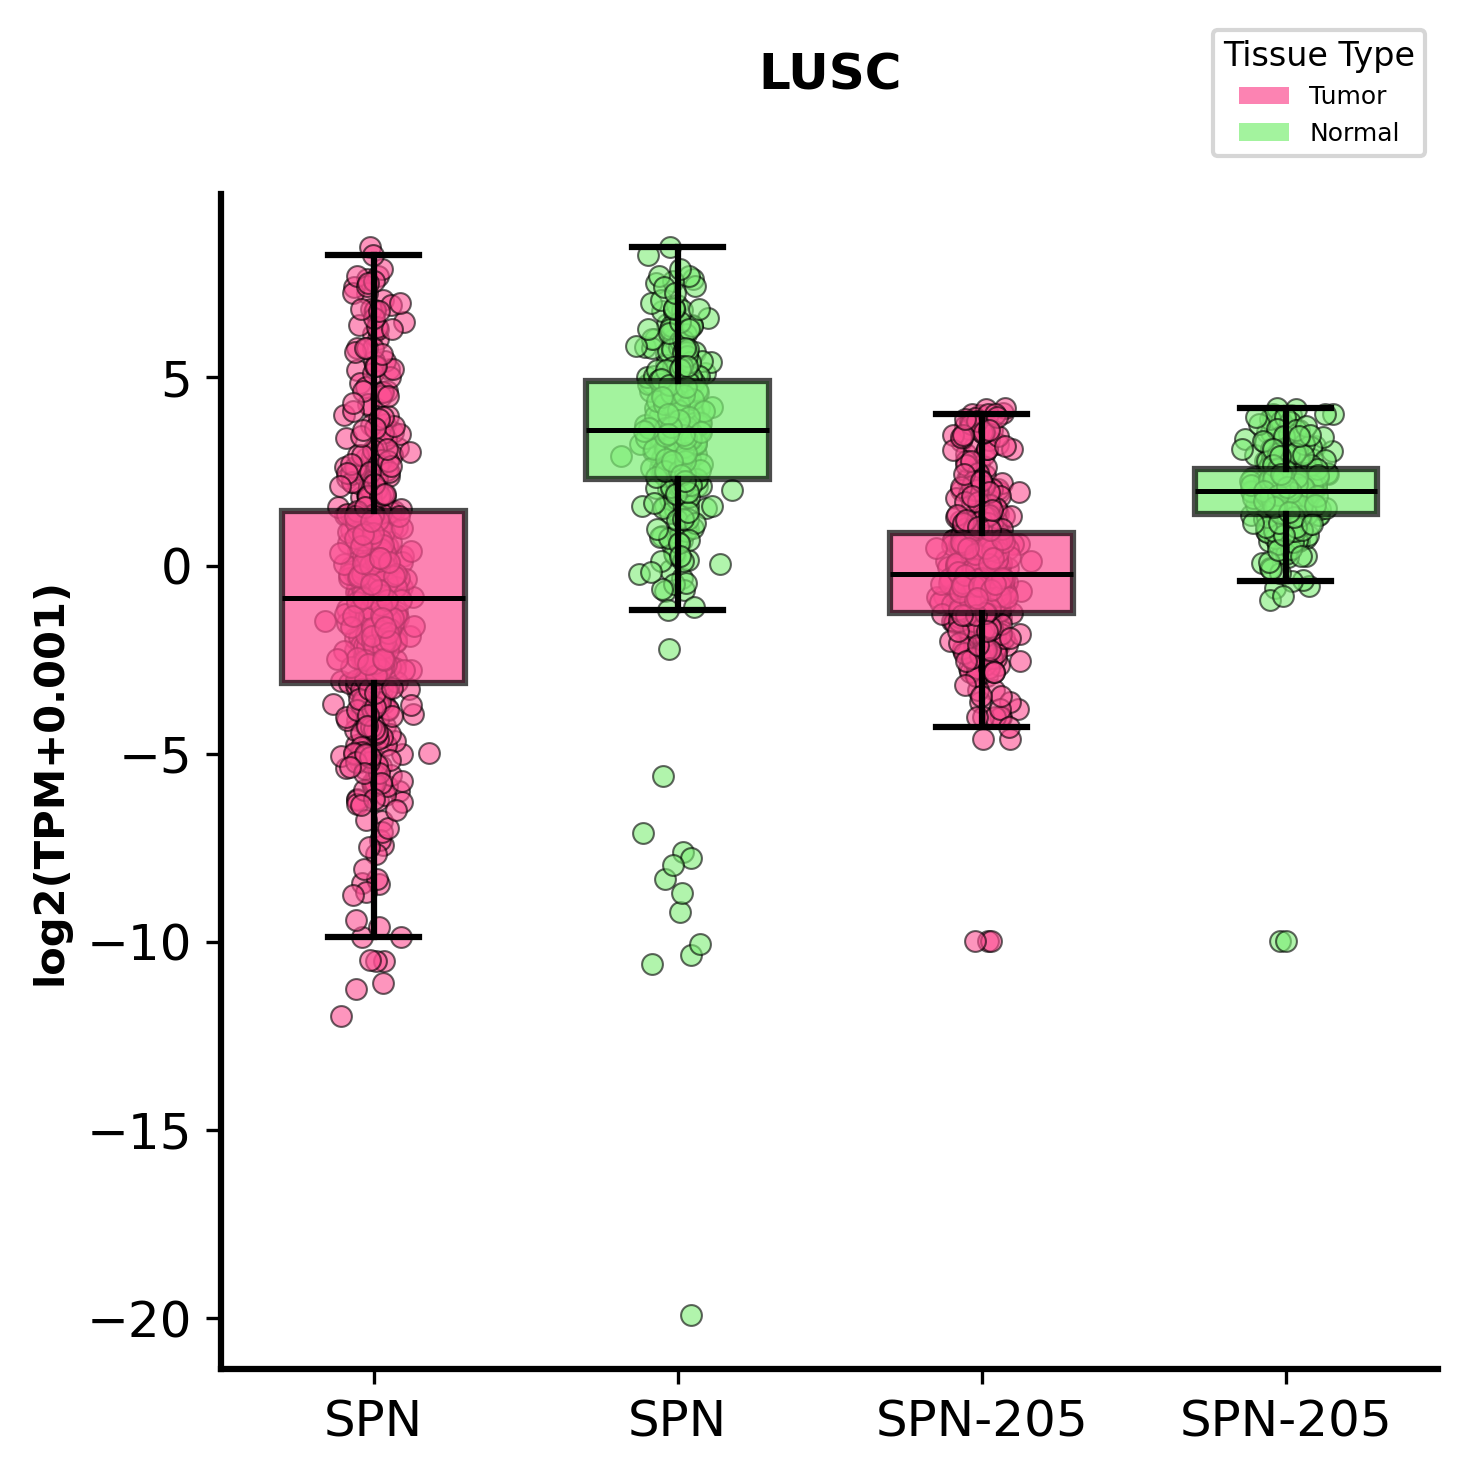 LUSC
Tissue Type
Tumor
Normal
log2(TPM+0.001)
5
0
−5
−10
−15
−20
SPN
SPN
SPN-205
SPN-205